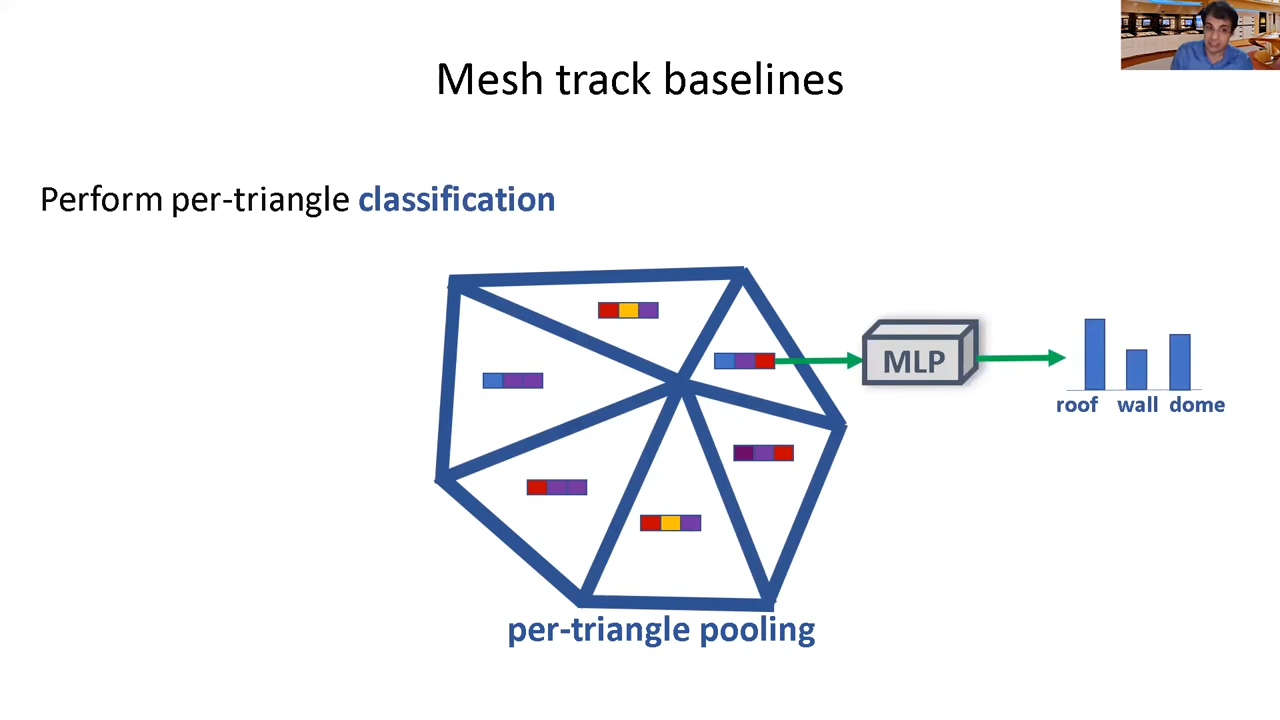 Mesh track baselines
Perform per-triangle classification
MLP
roof wall dome
per-triangle pooling